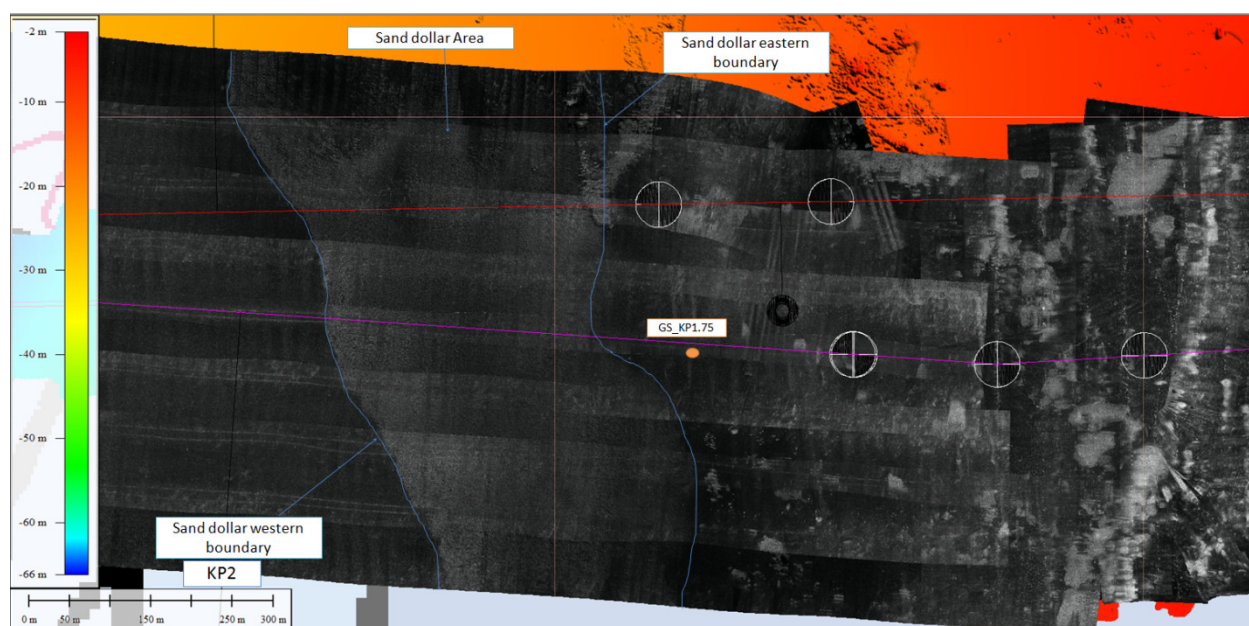 -2 m
-10 m
-20 m
-30 m
-40 m
-50 m
-60 m
-66 m
Sand dollar Area
Sand dollar eastern
boundary
GS_KP1.75
Sand dollar western
boundary
KP2
0 m 50 m 150 m 250 m 300 m